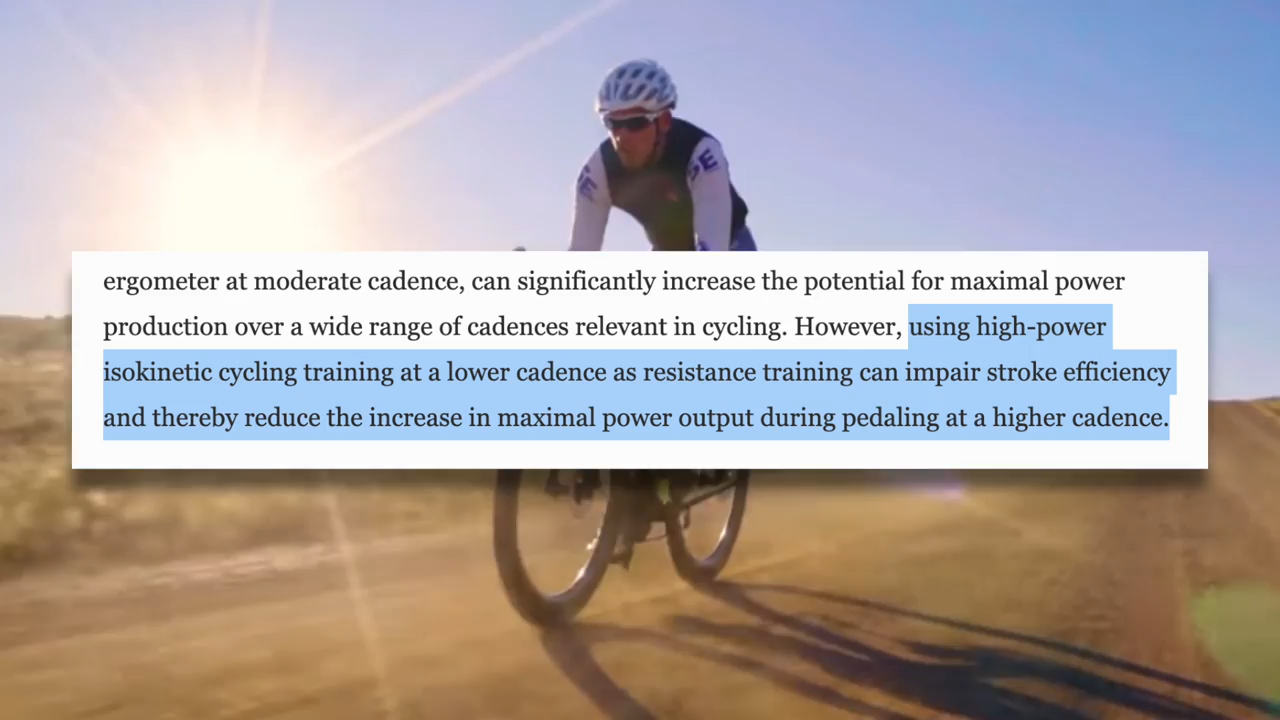 SE
SE
ergometer at moderate cadence, can significantly increase the potential for maximal power
production over a wide range of cadences relevant in cycling. However, using high-power
isokinetic cycling training at a lower cadence as resistance training can impair stroke efficiency
and thereby reduce the increase in maximal power output during pedaling at a higher cadence.